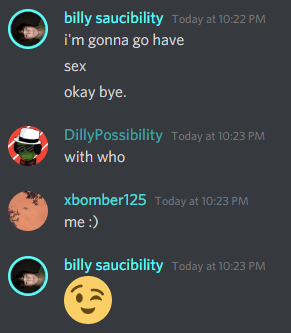 billy saucibility Today at 10:22 PM
i'm gonna go have
sex
okay bye.
DillyPossibility Today at 10:23 PM
with who
xbomber125 Today at 10:23 PM
me :)
billy saucibility Today at 10:23 PM